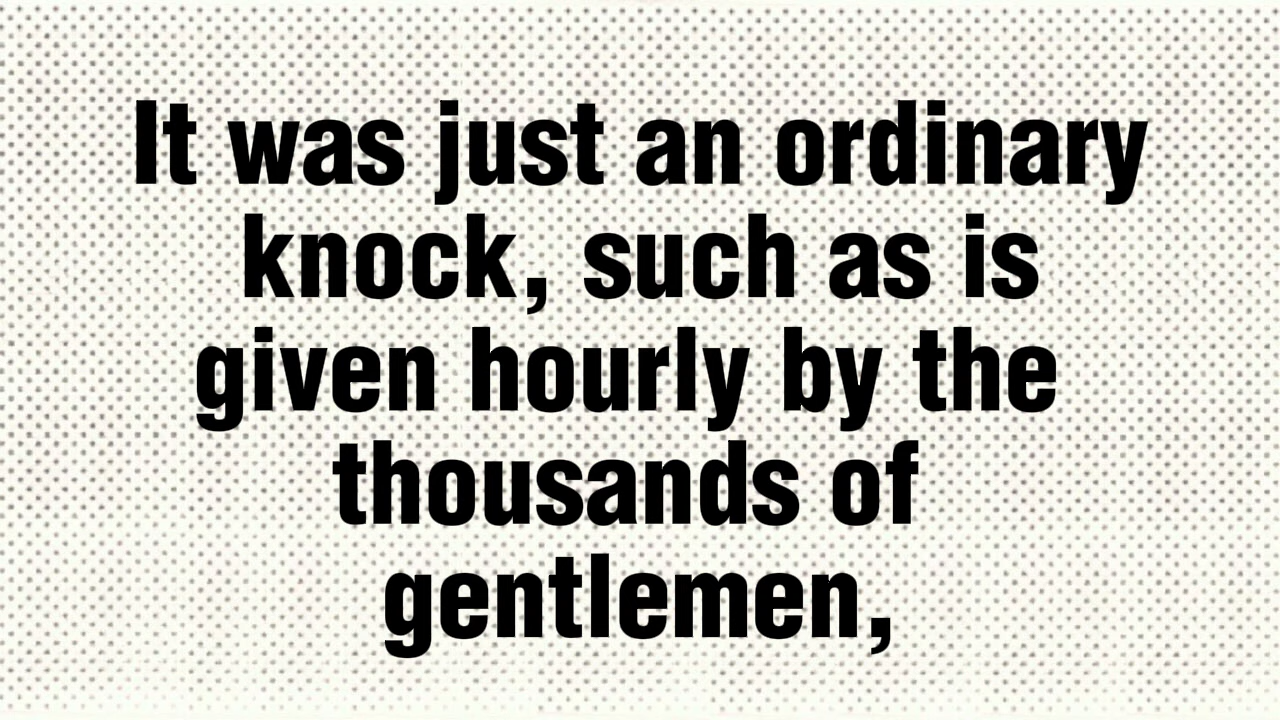 It was just an ordinary
knock, such as is
given hourly by the
thousands of
gentlemen,